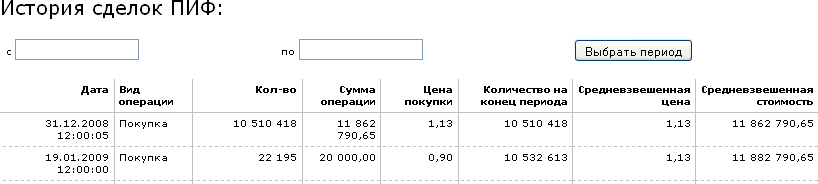 История сделок ПИФ:
с по Выбрать период
Дата Вид операции Кол-во Сумма операции Цена покупки Количество на конец периода Средневзвешенная цена Средневзвешенная стоимость
31.12.2008 12:00:05 Покупка 10 510 418 11 862 790,65 1,13 10 510 418 1,13 11 862 790,65
19.01.2009 12:00:00 Покупка 22 195 20 000,00 0,90 10 532 613 1,13 11 882 790,65